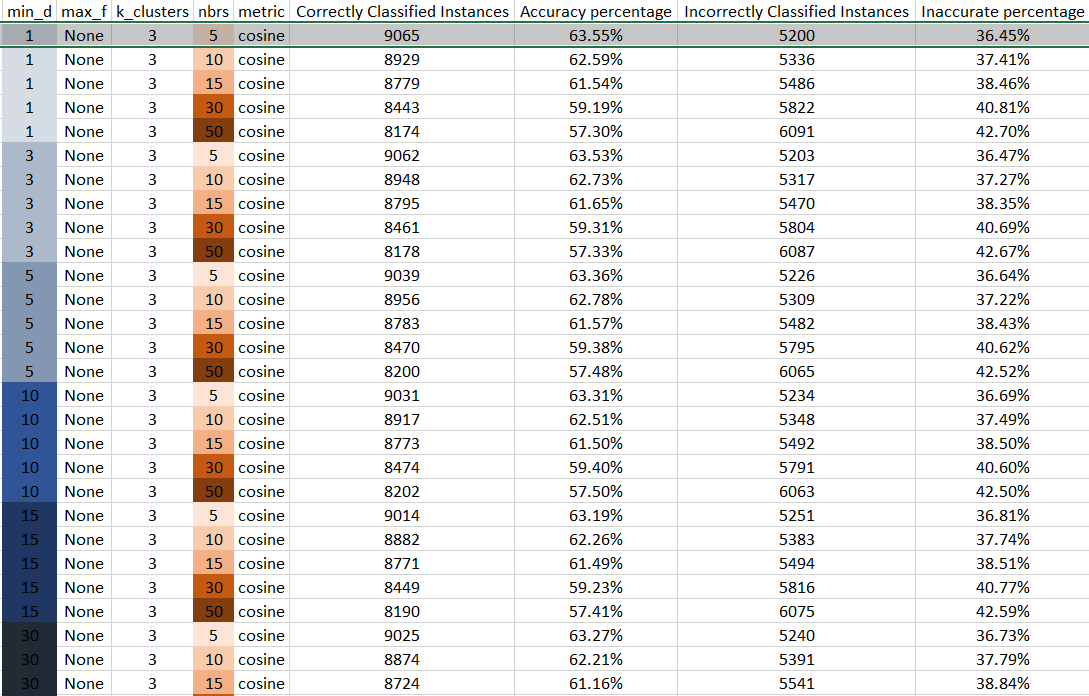 min_d max_f k_clusters nbrs metric Correctly Classified Instances Accuracy percentage Incorrectly Classified Instances Inaccurate percentage
1 None 3 5 cosine 9065 63.55% 5200 36.45%
1 None 3 10 cosine 8929 62.59% 5336 37.41%
1 None 3 15 cosine 8779 61.54% 5486 38.46%
1 None 3 30 cosine 8443 59.19% 5822 40.81%
1 None 3 50 cosine 8174 57.30% 6091 42.70%
3 None 3 5 cosine 9062 63.53% 5203 36.47%
3 None 3 10 cosine 8948 62.73% 5317 37.27%
3 None 3 15 cosine 8795 61.65% 5470 38.35%
3 None 3 30 cosine 8461 59.31% 5804 40.69%
3 None 3 50 cosine 8178 57.33% 6087 42.67%
5 None 3 5 cosine 9039 63.36% 5226 36.64%
5 None 3 10 cosine 8956 62.78% 5309 37.22%
5 None 3 15 cosine 8783 61.57% 5482 38.43%
5 None 3 30 cosine 8470 59.38% 5795 40.62%
5 None 3 50 cosine 8200 57.48% 6065 42.52%
10 None 3 5 cosine 9031 63.31% 5234 36.69%
10 None 3 10 cosine 8917 62.51% 5348 37.49%
10 None 3 15 cosine 8773 61.50% 5492 38.50%
10 None 3 30 cosine 8474 59.40% 5791 40.60%
10 None 3 50 cosine 8202 57.50% 6063 42.50%
15 None 3 5 cosine 9014 63.19% 5251 36.81%
15 None 3 10 cosine 8882 62.26% 5383 37.74%
15 None 3 15 cosine 8771 61.49% 5494 38.51%
15 None 3 30 cosine 8449 59.23% 5816 40.77%
15 None 3 50 cosine 8190 57.41% 6075 42.59%
30 None 3 5 cosine 9025 63.27% 5240 36.73%
30 None 3 10 cosine 8874 62.21% 5391 37.79%
30 None 3 15 cosine 8724 61.16% 5541 38.84%